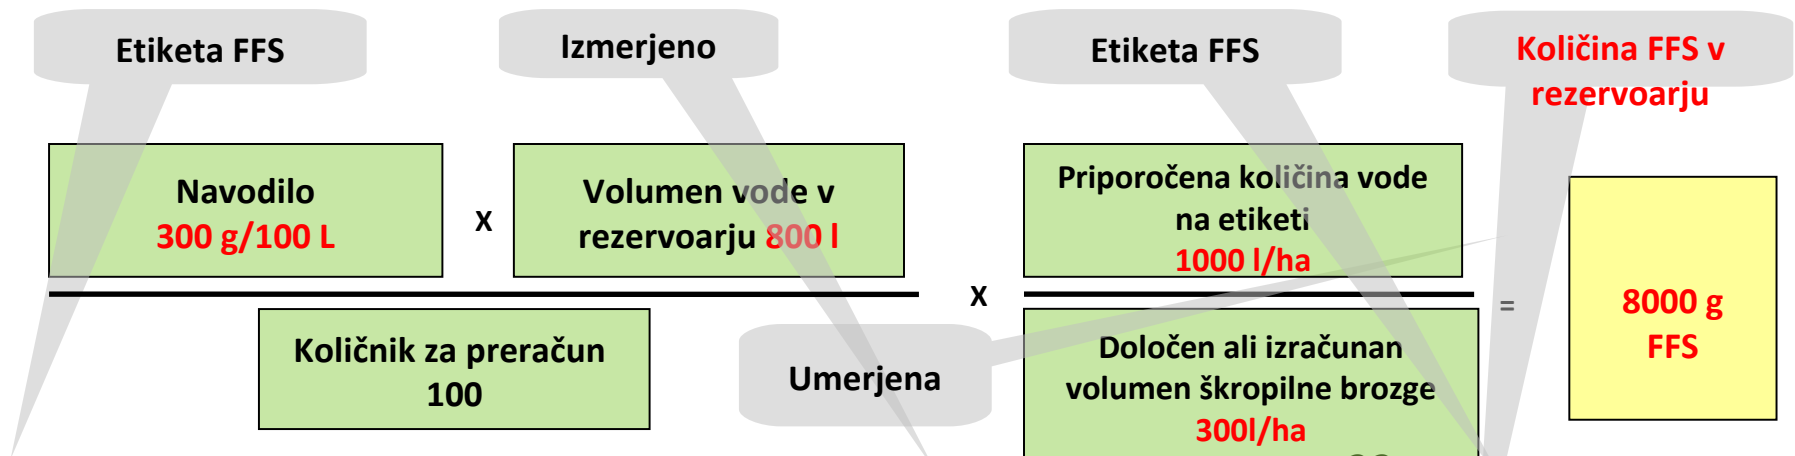 Etiketa FFS
Izmerjeno
Etiketa FFS
Količina FFS v
rezervoarju
Navodilo
300 g/100 L
x
Volumen vode v
rezervoarju 800 l
x
Priporočena količina vode
na etiketi
1000 l/ha
=
8000 g
FFS
Količnik za preračun
100
Umerjena
Določen ali izračunan
volumen škropilne brozge
300l/ha